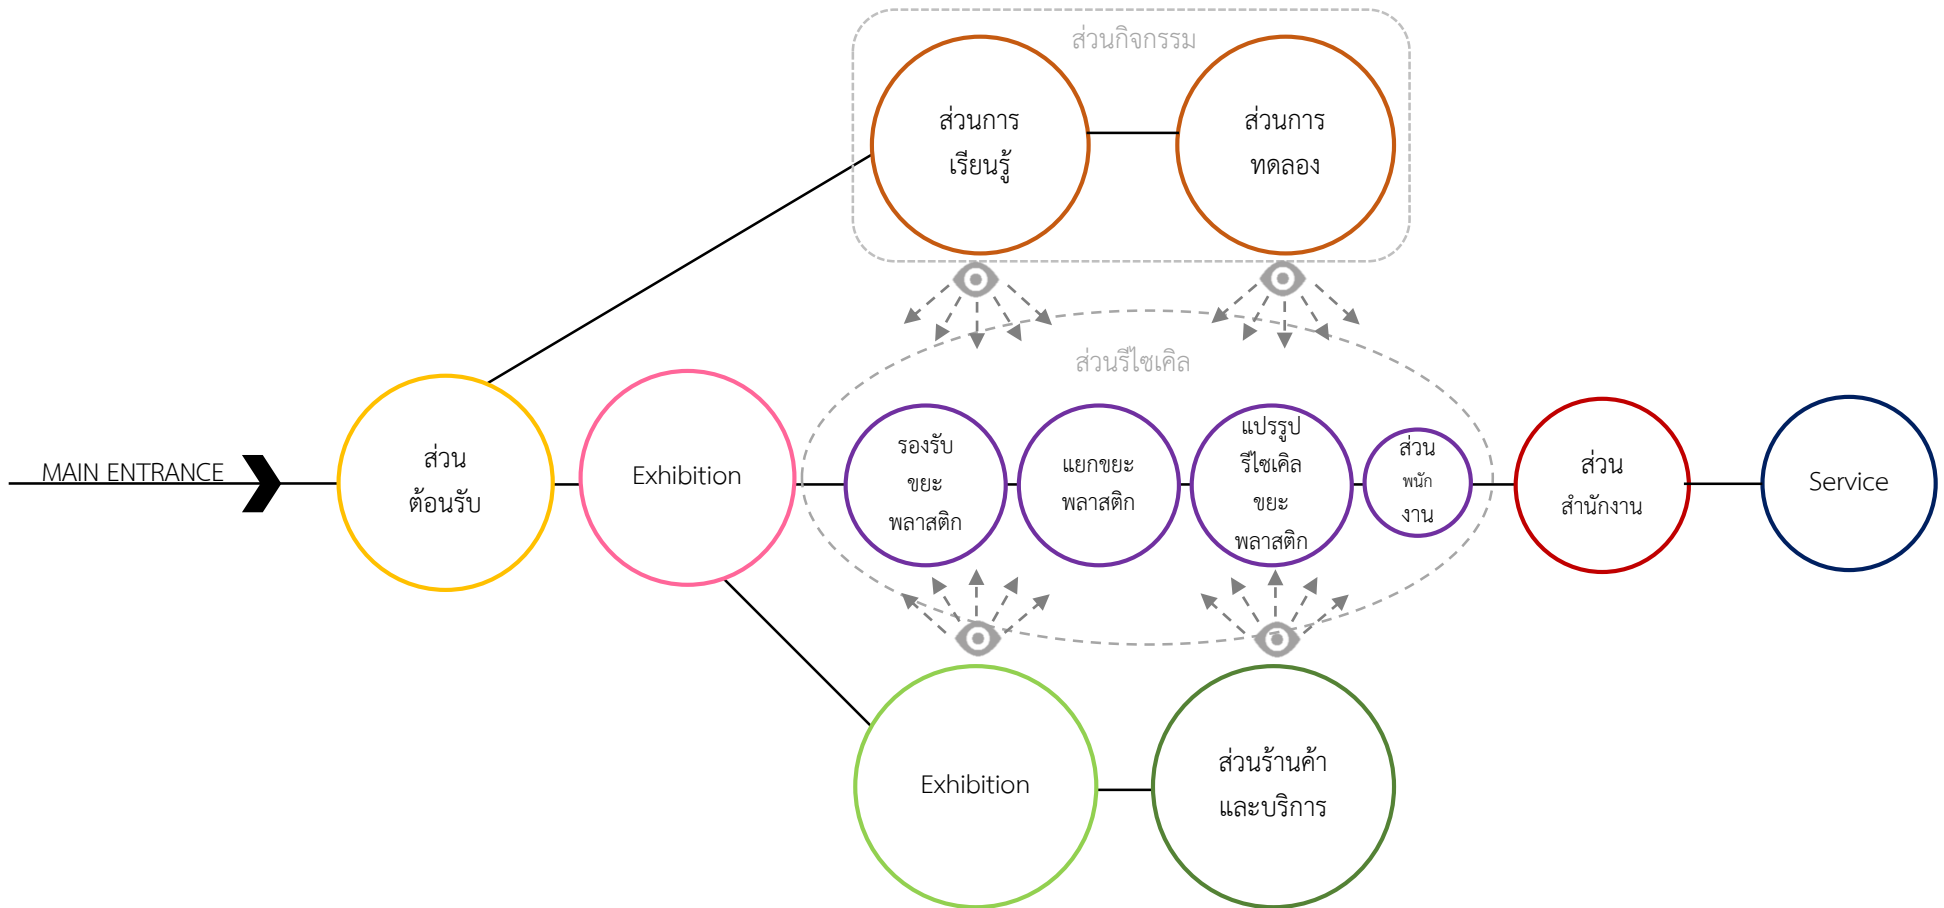 ส่วนกิจกรรม
ส่วนการ
เรียนรู้
ส่วนการ
ทดลอง
ส่วนรีไซเคิล
MAIN ENTRANCE
ส่วน
ต้อนรับ
Exhibition
รองรับ
ขยะ
พลาสติก
แยกขยะ
พลาสติก
แปรรูป
รีไซเคิล
ขยะ
พลาสติก
ส่วน
พนัก
งาน
ส่วน
สำนักงาน
Service
Exhibition
ส่วนร้านค้า
และบริการ